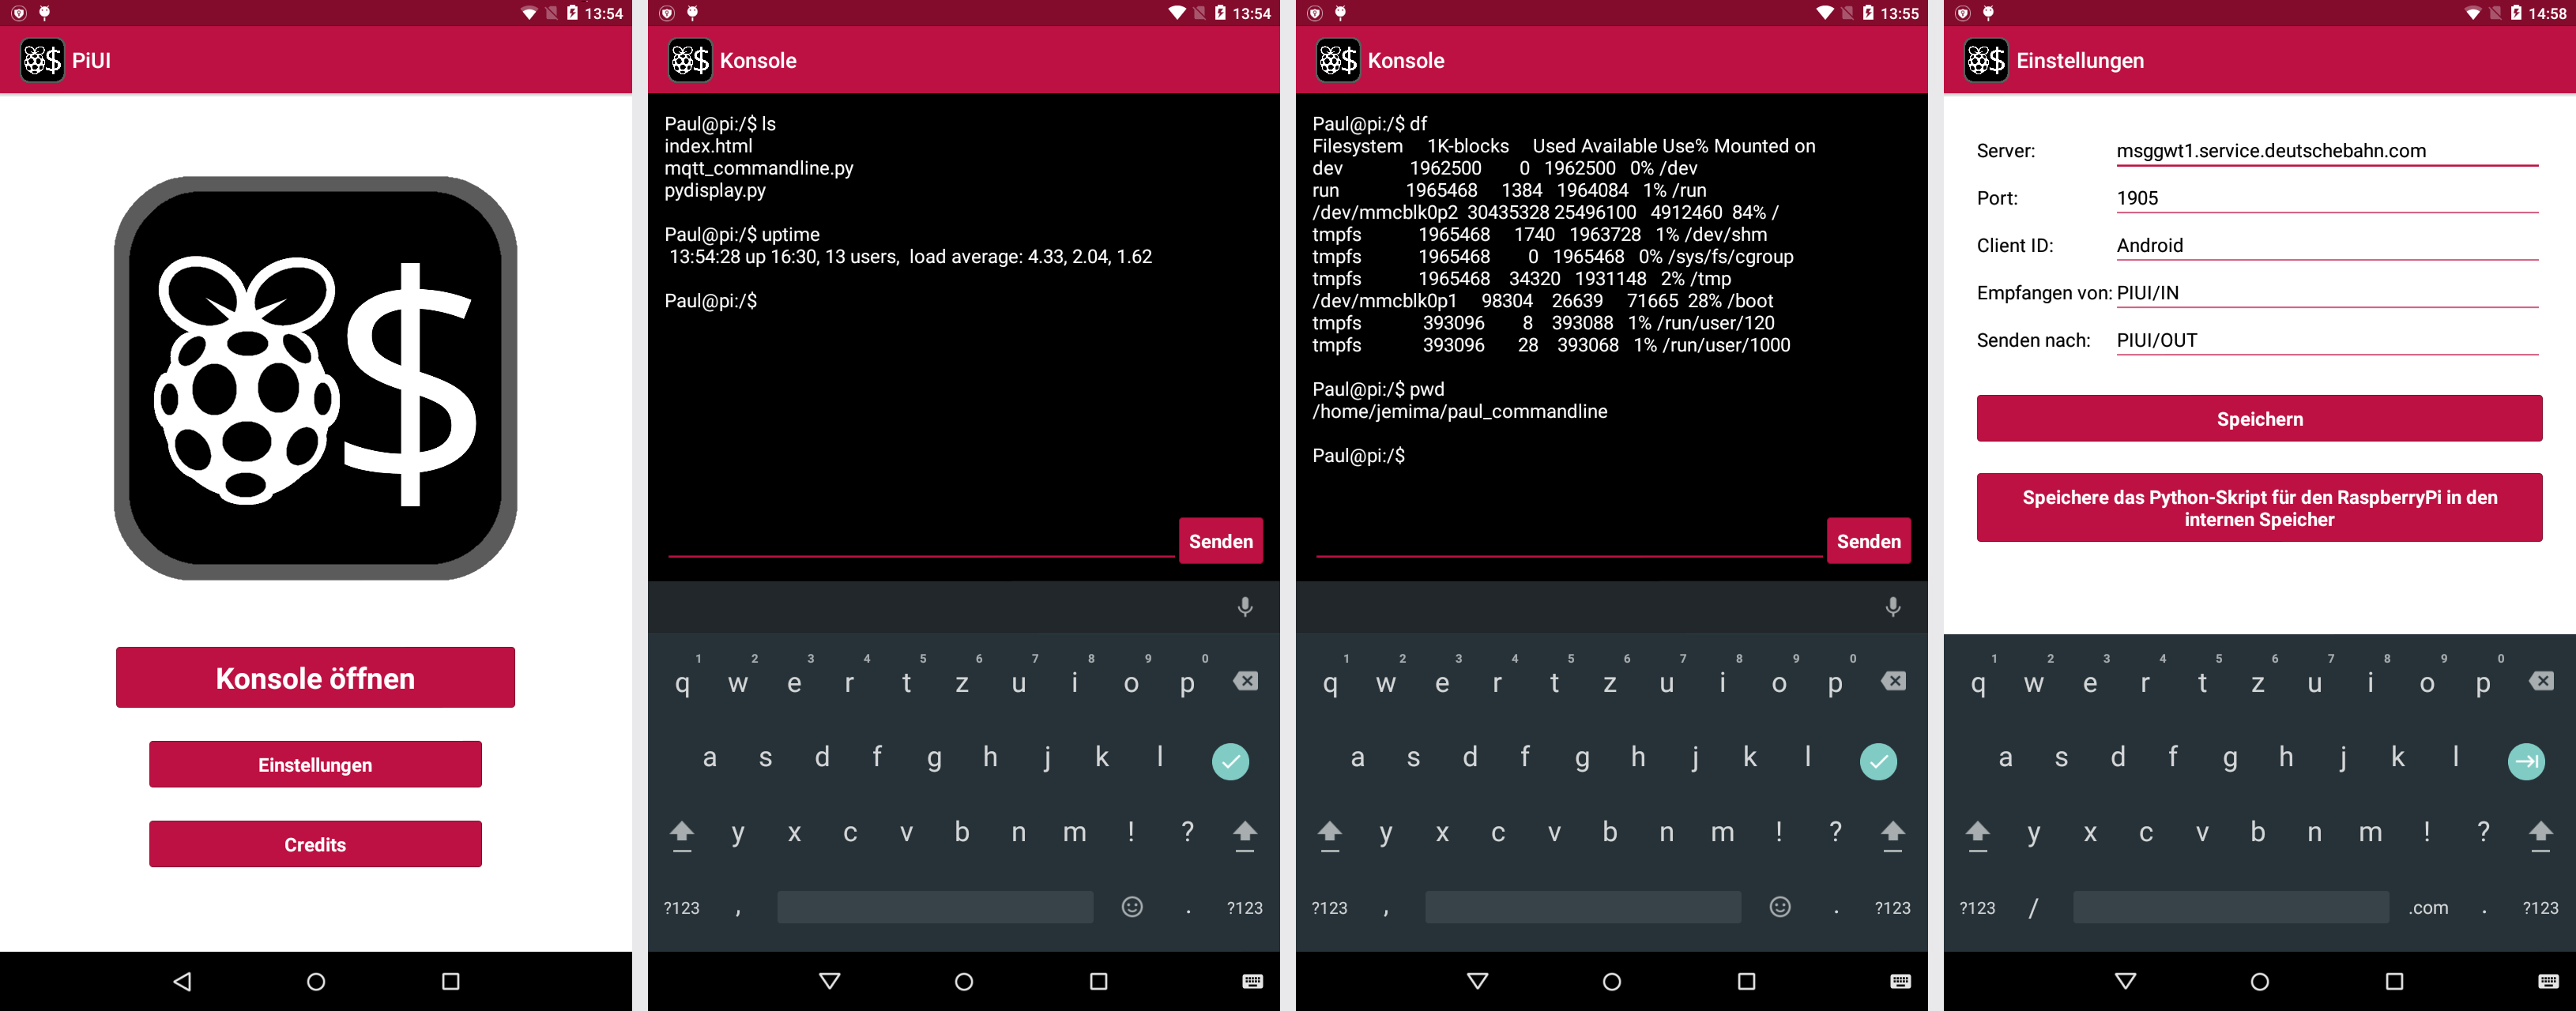 13:54
PiUI
$
Konsole öffnen
Einstellungen
Credits
13:54
$ Konsole
Paul@pi:/$ ls
index.html
mqtt_commandline.py
pydisplay.py
Paul@pi:/$ uptime
13:54:28 up 16:30, 13 users, load average: 4.33, 2.04, 1.62
Paul@pi:/$
Senden
1 2 3 4 5 6 7 8 9 0
q w e r t z u i o p
a s d f g h j k l
y x c v b n m ! ?
?123 , . ?123
13:55
$ Konsole
Paul@pi:/$ df
Filesystem 1K-blocks Used Available Use% Mounted on
dev 1962500 0 1962500 0% /dev
run 1965468 1384 1964084 1% /run
/dev/mmcblk0p2 30435328 25496100 4912460 84% /
tmpfs 1965468 1740 1963728 1% /dev/shm
tmpfs 1965468 0 1965468 0% /sys/fs/cgroup
tmpfs 1965468 34320 1931148 2% /tmp
/dev/mmcblk0p1 98304 26639 71665 28% /boot
tmpfs 393096 8 393088 1% /run/user/120
tmpfs 393096 28 393068 1% /run/user/1000
Paul@pi:/$ pwd
/home/jemima/paul_commandline
Paul@pi:/$
Senden
1 2 3 4 5 6 7 8 9 0
q w e r t z u i o p
a s d f g h j k l
y x c v b n m ! ?
?123 , . ?123
14:58
$ Einstellungen
Server: msggwt1.service.deutschebahn.com
Port: 1905
Client ID: Android
Empfangen von: PIUI/IN
Senden nach: PIUI/OUT
Speichern
Speichere das Python-Skript für den RaspberryPi in den
internen Speicher
1 2 3 4 5 6 7 8 9 0
q w e r t z u i o p
a s d f g h j k l
y x c v b n m ! ?
?123 / .com . ?123